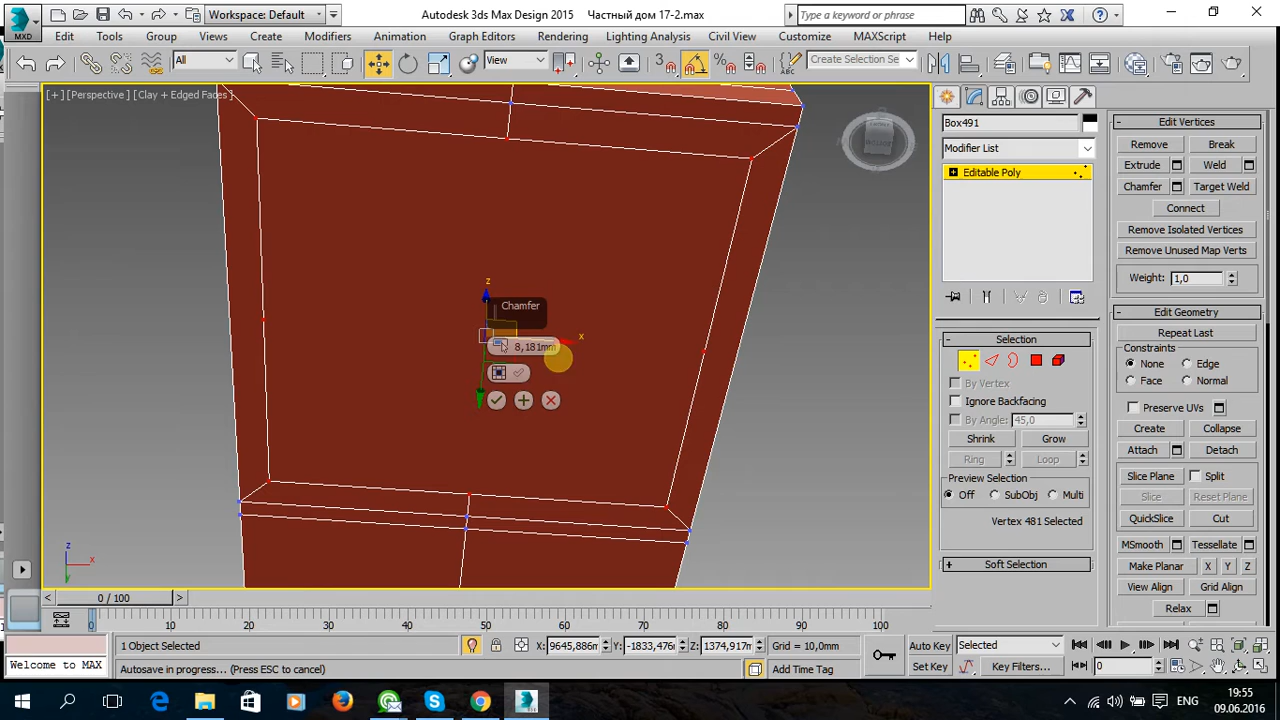 MXD Workspace: Default Autodesk 3ds Max Design 2015 Частный дом 17-2.max Type a keyword or phrase
Edit Tools Group Views Create Modifiers Animation Graph Editors Rendering Lighting Analysis Civil View Customize MAXScript Help
All View 3 Create Selection Se
[+] [Perspective] [Clay + Edged Faces]
Box491
Modifier List
Editable Poly
Edit Vertices
Remove Break
Extrude Weld
Chamfer Target Weld
Connect
Remove Isolated Vertices
Remove Unused Map Verts
Weight: 1,0
Edit Geometry
Repeat Last
Constraints
None Edge
Face Normal
Preserve UVs
Create Collapse
Attach Detach
Slice Plane Split
Slice Reset Plane
QuickSlice Cut
MSmooth Tessellate
Make Planar X Y Z
View Align Grid Align
Relax
Selection
By Vertex
Ignore Backfacing
By Angle: 45,0
Shrink Grow
Ring Loop
Preview Selection
Off SubObj Multi
Vertex 481 Selected
Soft Selection
z
Chamfer
x
8,181mm
z
x
y
0 / 100
0 10 20 30 40 50 60 70 80 90 100
1 Object Selected X: 9645,886m Y: -1833,476m Z: 1374,917m Grid = 10,0mm Auto Key Selected
Welcome to MAX Autosave in progress... (Press ESC to cancel) Add Time Tag Set Key Key Filters... 0
ENG 19:55
09.06.2016